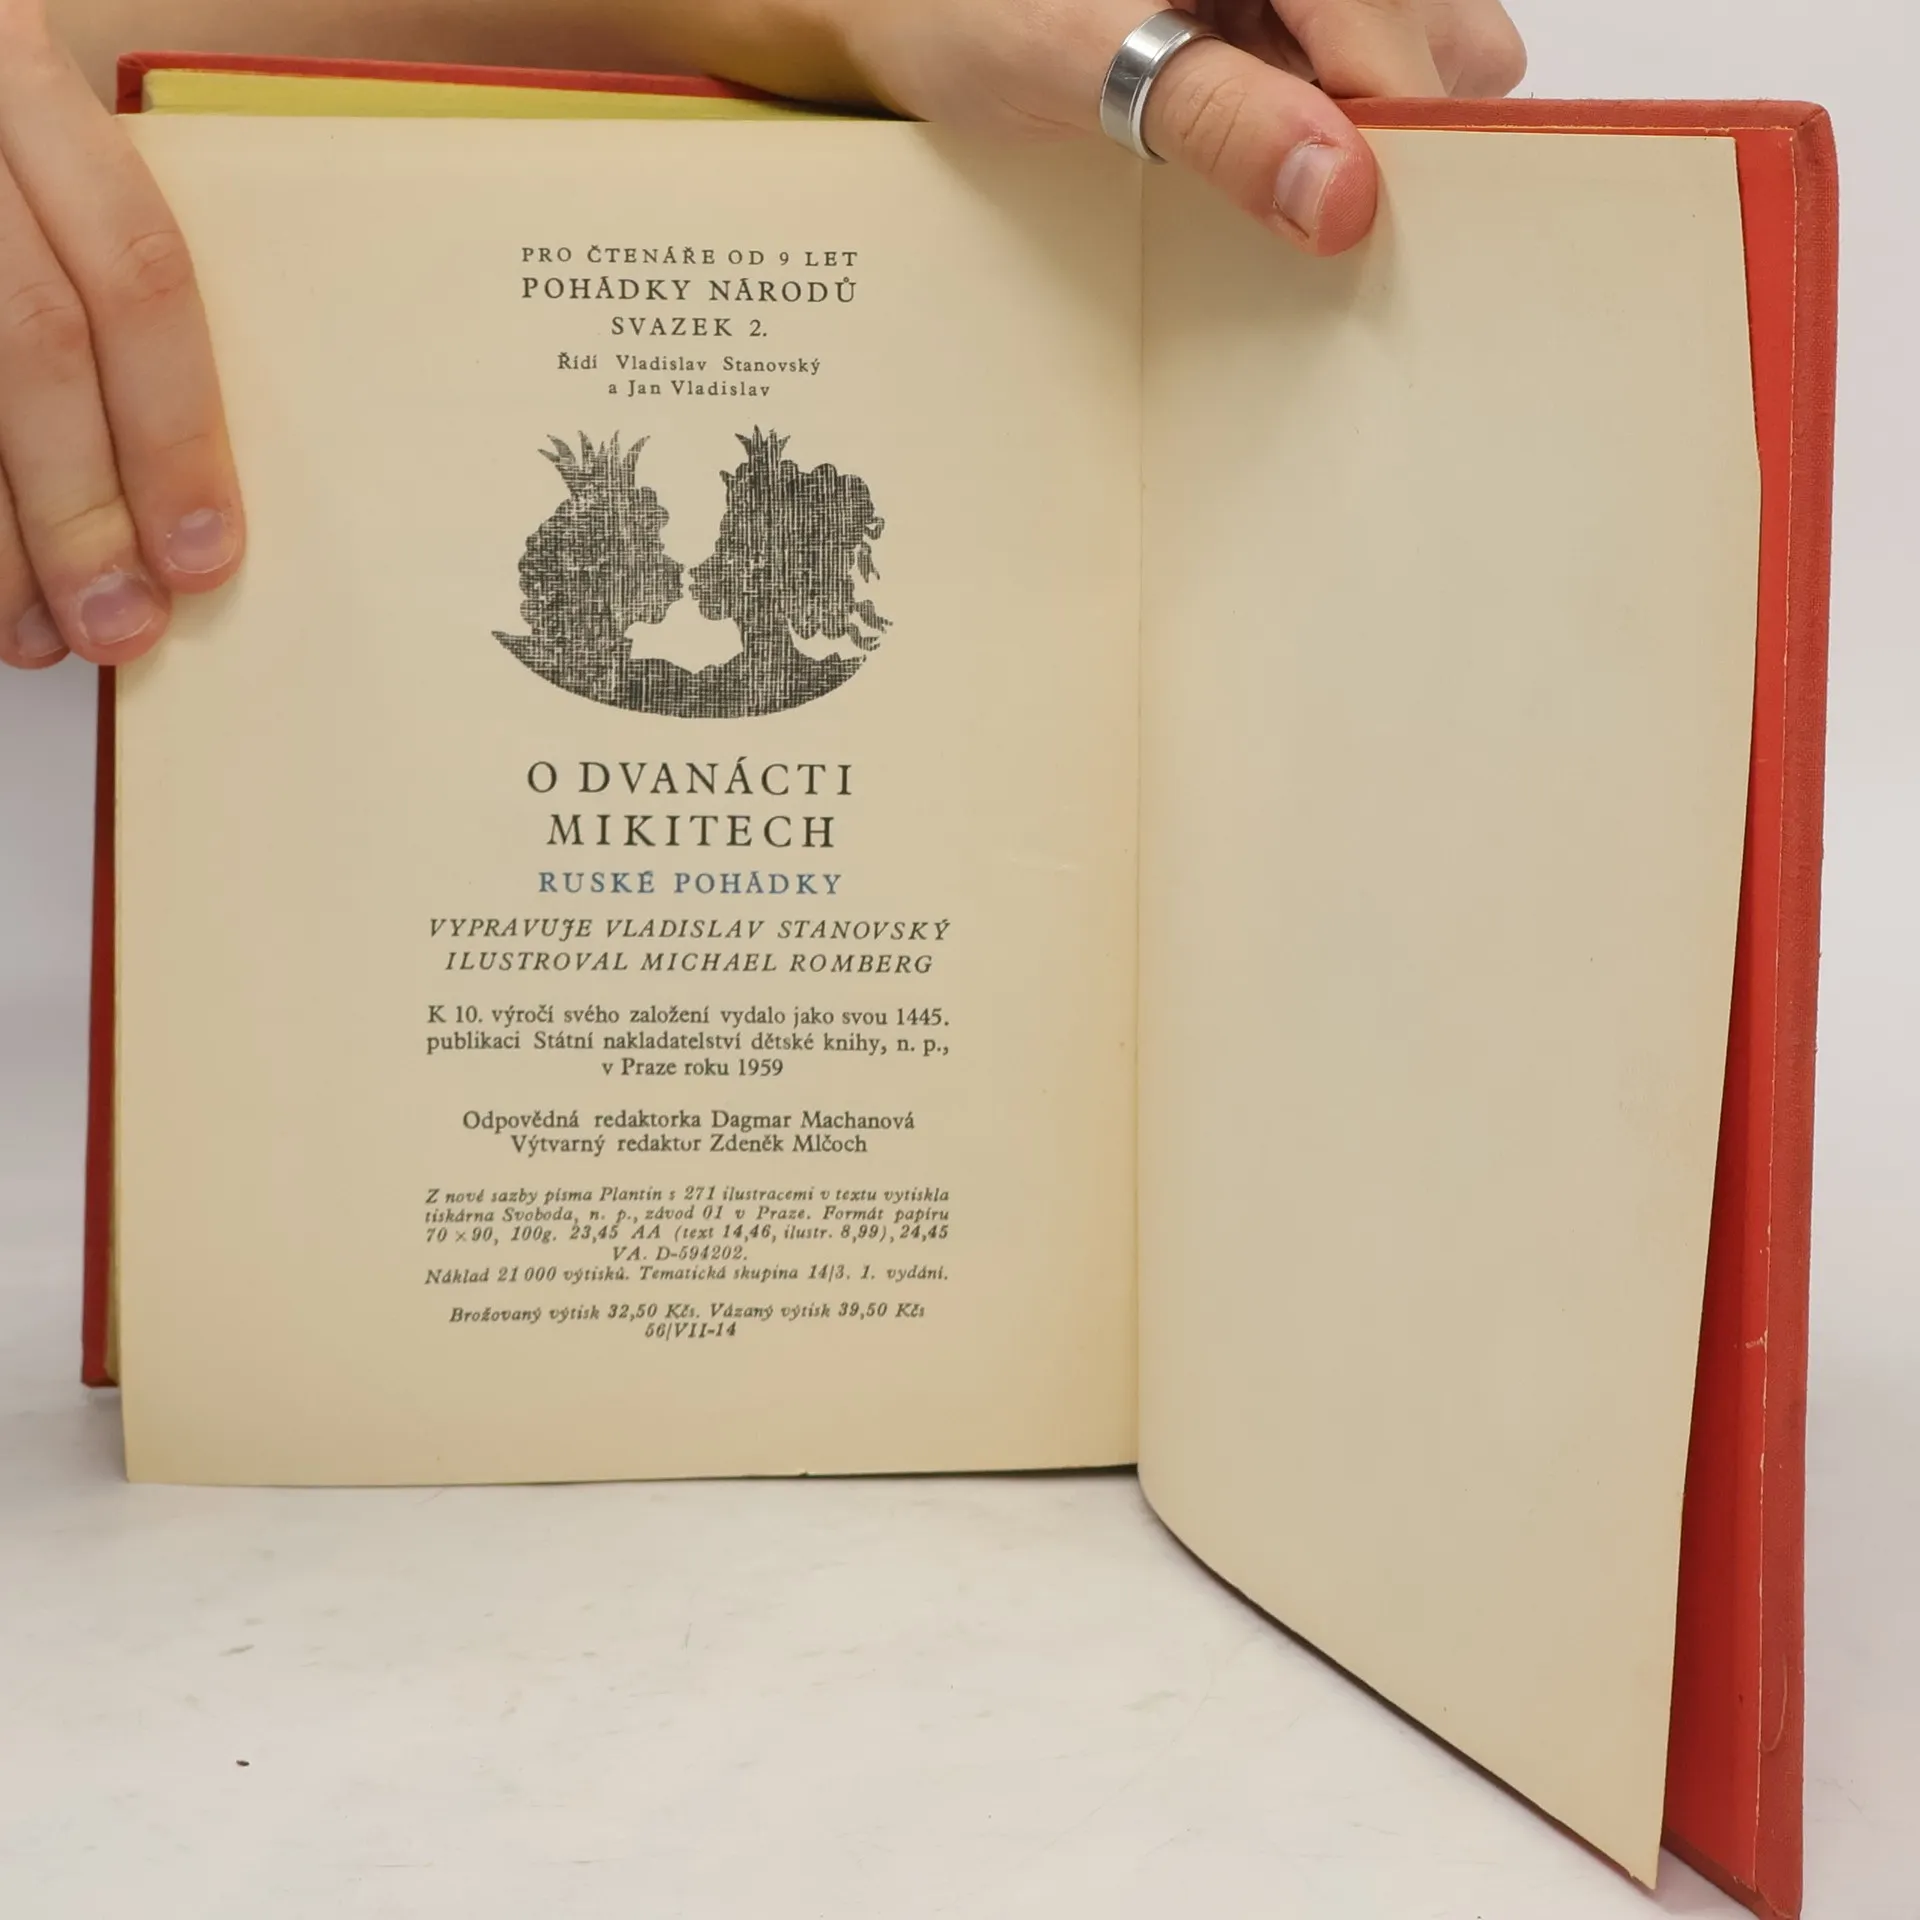 PRO ČTENÁŘE OD 9 LET
POHÁDKY NÁRODŮ
SVAZEK 2.
Řídí Vladislav Stanovský
a Jan Vladislav
O DVANÁCTI
MIKITECH
RUSKÉ POHÁDKY
VYPRAVUJE VLADISLAV STANOVSKÝ
ILUSTROVAL MICHAEL ROMBERG
K 10. výročí svého založení vydalo jako svou 1445.
publikaci Státní nakladatelství dětské knihy, n. p.,
v Praze roku 1959
Odpovědná redaktorka Dagmar Machanová
Výtvarný redaktor Zdeněk Mlčoch
Z nové sazby písma Plantin s 271 ilustracemi v textu vytiskla
tiskárna Svoboda, n. p., závod 01 v Praze. Formát papíru
70 × 90, 100g. 23,45 AA (text 14,46, ilustr. 8,99), 24,45
VA. D-594202.
Náklad 21 000 výtisků. Tematická skupina 14/3. 1. vydání.
Brožovaný výtisk 32,50 Kčs. Vázaný výtisk 39,50 Kčs
56/VII-14